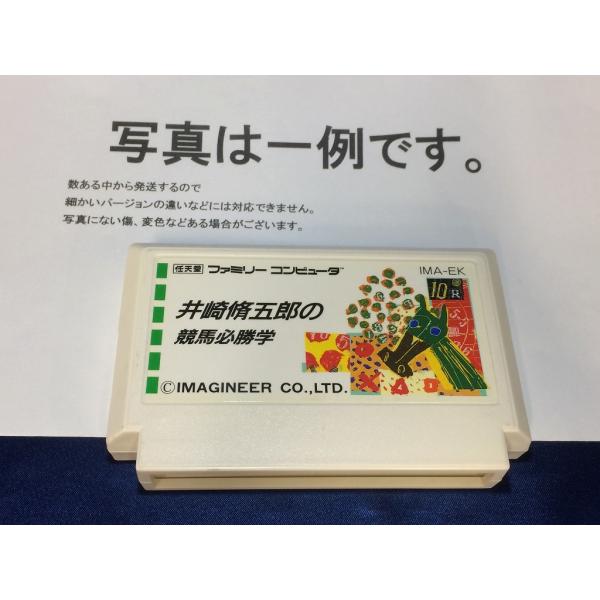 写真は一例です。
数ある中から発送するので
細かいバージョンの違いなどには対応できません。
写真にない傷、変色などある場合がございます。
任天堂 ファミリー コンピュータ™
IMA-EK
10 R
井崎脩五郎の
競馬必勝学
©IMAGINEER CO.,LTD.